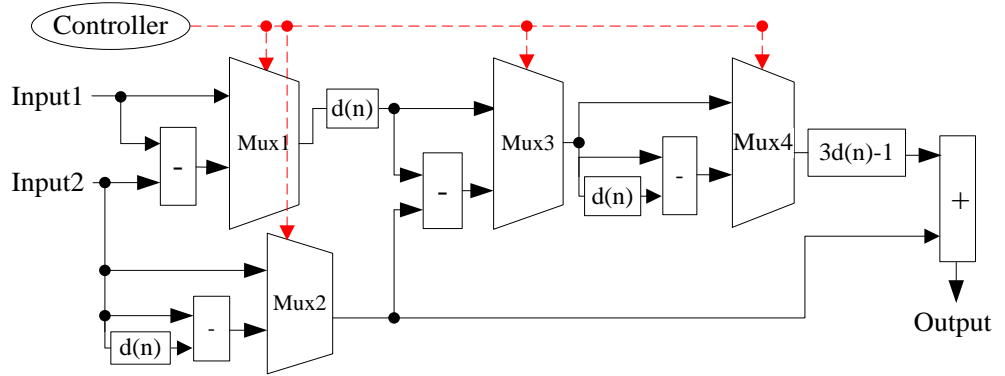 Controller
Input1
Mux1
d(n)
Mux3
Mux4
3d(n)-1
-
Input2
-
d(n)
-
+
Mux2
-
d(n)
Output